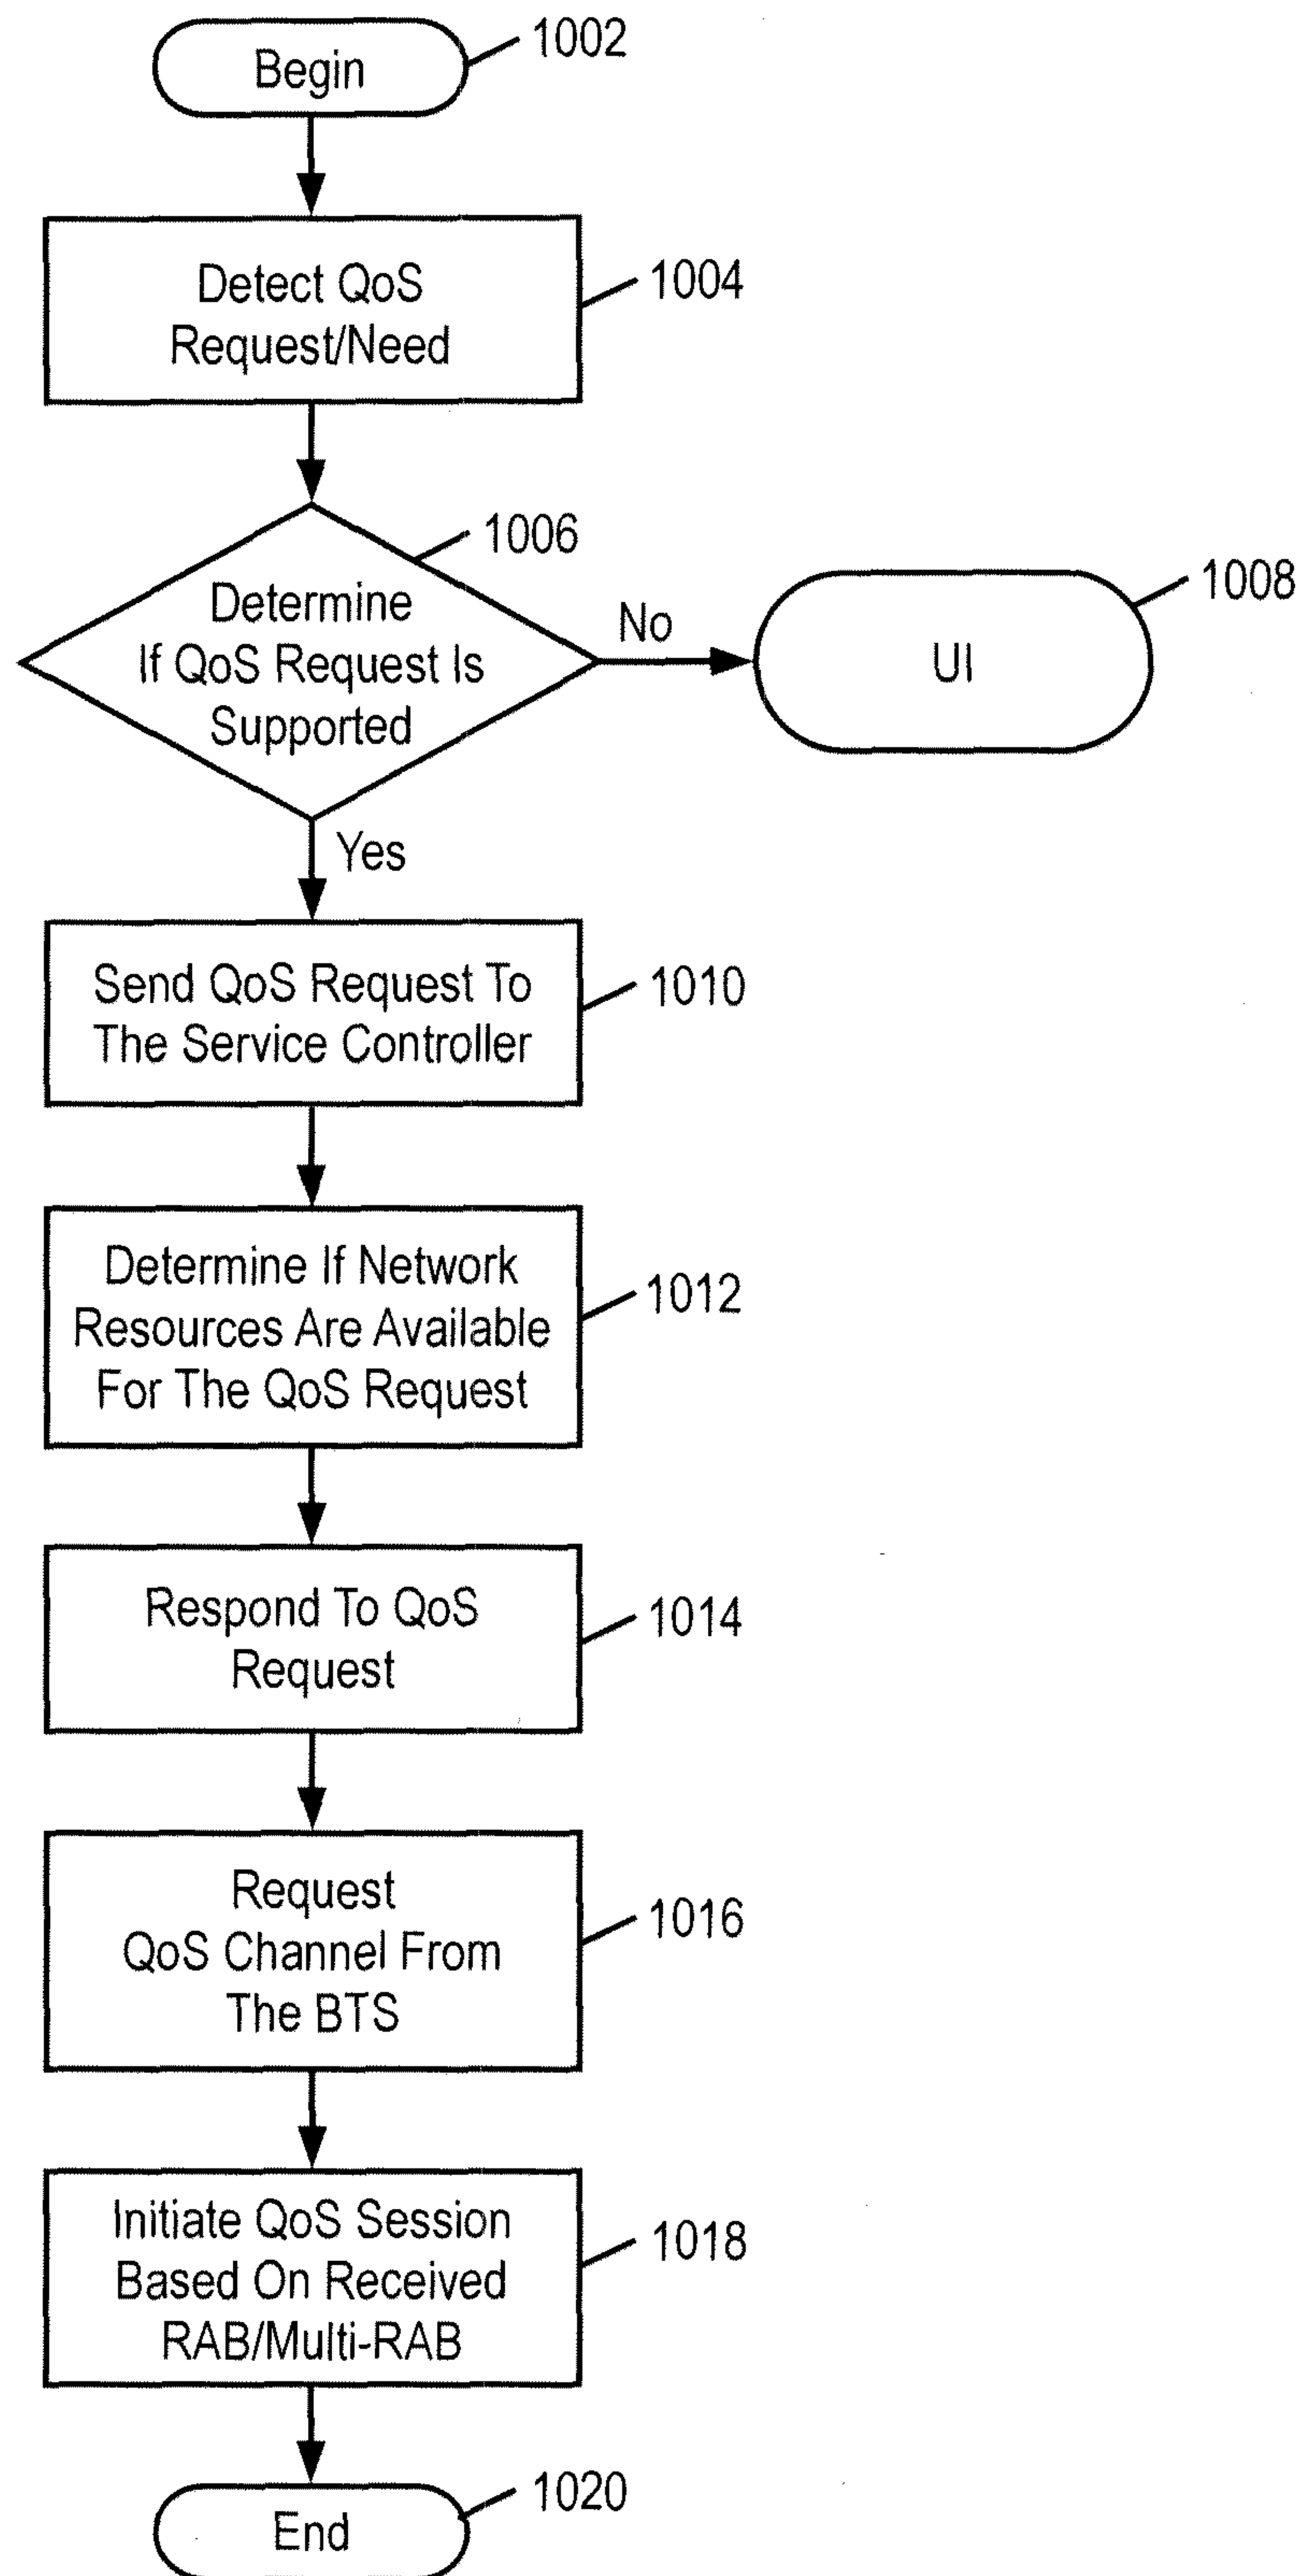 Begin
1002
Detect QoS
Request/Need
1004
1006
Determine
If QoS Request Is
Supported
No
UI
1008
Yes
Send QoS Request To
The Service Controller
1010
Determine If Network
Resources Are Available
For The QoS Request
1012
Respond To QoS
Request
1014
Request
QoS Channel From
The BTS
1016
Initiate QoS Session
Based On Received
RAB/Multi-RAB
1018
End
1020